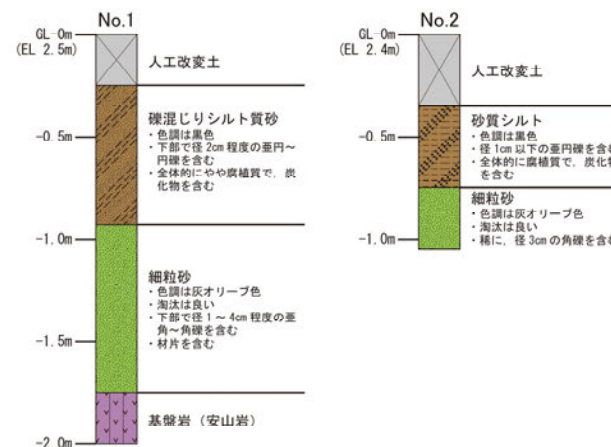 No.1
GL-0m
(EL 2.5m)
人工改変土
礫混じりシルト質砂
・色調は黒色
・下部で径 2cm 程度の亜円～
円礫を含む
・全体的にやや腐植質で、炭
化物を含む
-0.5m
-1.0m
細粒砂
・色調は灰オリーブ色
・淘汰は良い
・下部で径 1 ～ 4cm 程度の亜
角～角礫を含む
・材片を含む
-1.5m
基盤岩（安山岩）
-2.0m
No.2
GL-0m
(EL 2.4m)
人工改変土
-0.5m
砂質シルト
・色調は黒色
・径 1cm 以下の亜円礫を含む
・全体的に腐植質で、炭化物
を含む
細粒砂
・色調は灰オリーブ色
・淘汰は良い
・稀に、径 3cm の角礫を含む
-1.0m